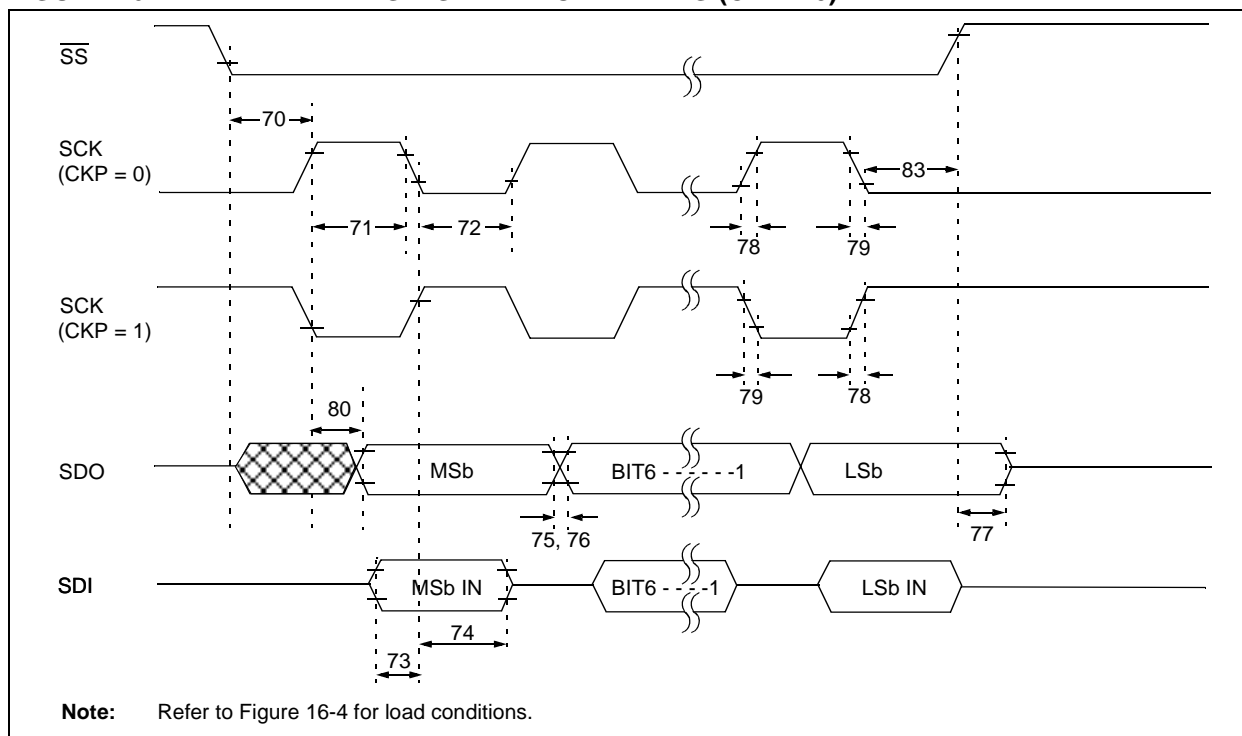 SS
70
SCK
(CKP = 0)
83
71
72
78
79
SCK
(CKP = 1)
79
78
80
SDO
MSb
BIT6 - - - - - -1
LSb
75, 76
77
SDI
MSb IN
BIT6 - - - -1
LSb IN
74
73
Note: Refer to Figure 16-4 for load conditions.